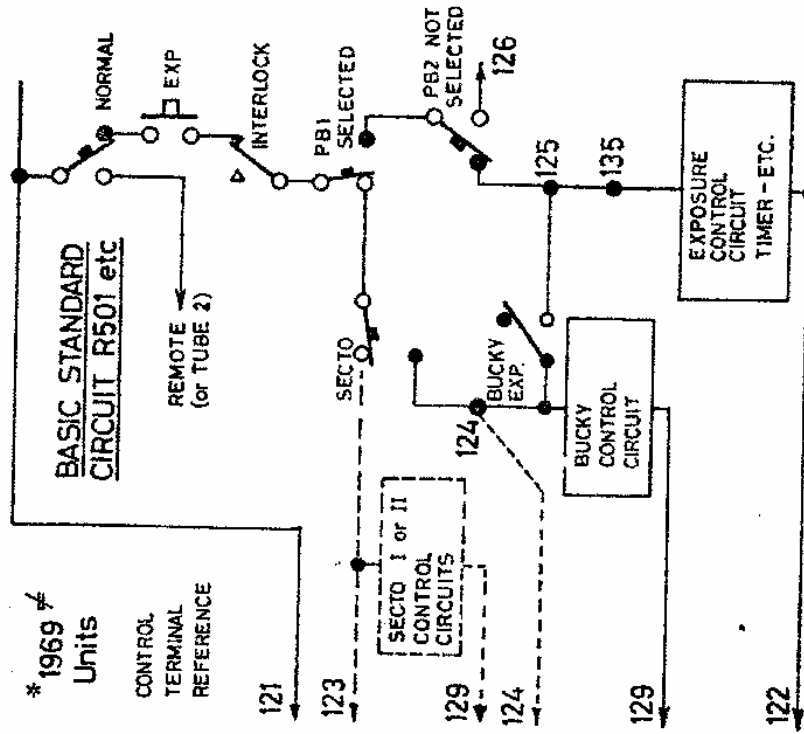 * 1969 ≠
Units
CONTROL
TERMINAL
REFERENCE
BASIC STANDARD
CIRCUIT R501 etc
REMOTE
(or TUBE 2)
NORMAL
EXP
INTERLOCK
PB1
SELECTED
PB2 NOT
SELECTED
126
SECTO
BUCKY
EXP.
125
135
124
SECTO I or II
CONTROL
CIRCUITS
BUCKY
CONTROL
CIRCUIT
EXPOSURE
CONTROL
CIRCUIT
TIMER - ETC.
121
123
129
124
129
122